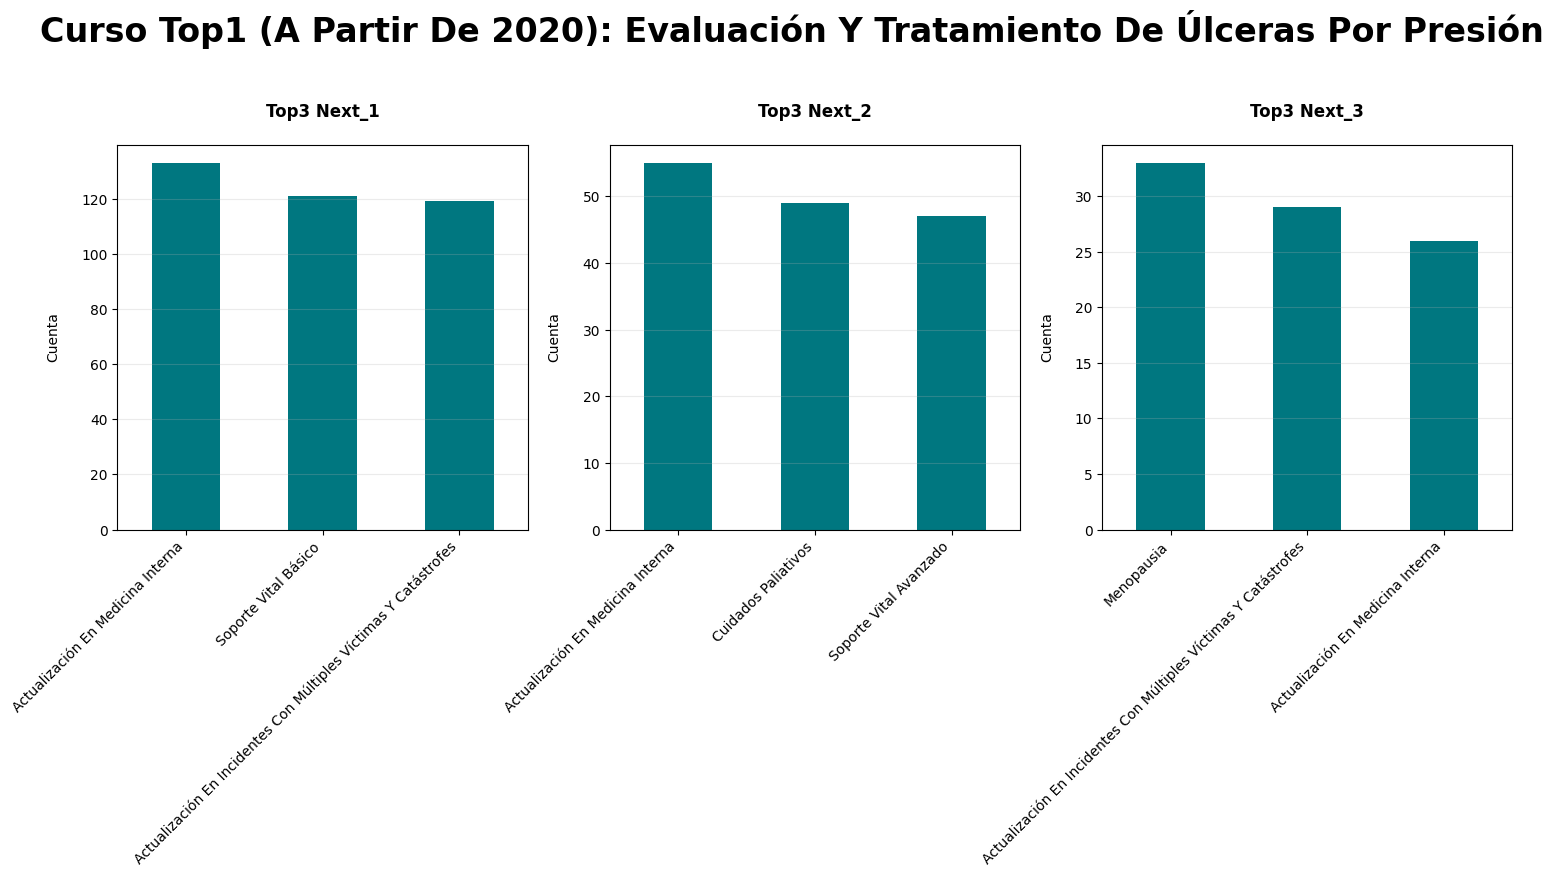 Curso Top1 (A Partir De 2020): Evaluación Y Tratamiento De Úlceras Por Presión
Top3 Next_1
Cuenta
120
100
80
60
40
20
0
Actualización En Medicina Interna
Soporte Vital Básico
Actualización En Incidentes Con Múltiples Víctimas Y Catástrofes
Top3 Next_2
Cuenta
50
40
30
20
10
0
Actualización En Medicina Interna
Cuidados Paliativos
Soporte Vital Avanzado
Top3 Next_3
Cuenta
30
25
20
15
10
5
0
Menopausia
Actualización En Incidentes Con Múltiples Víctimas Y Catástrofes
Actualización En Medicina Interna